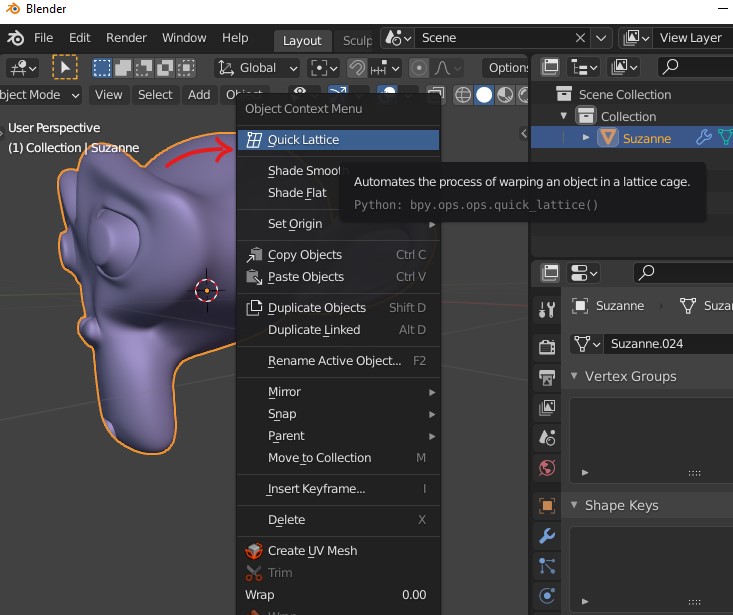 Blender
File Edit Render Window Help Layout Sculp Scene View Layer
Global Options
bject Mode View Select Add Object
User Perspective
(1) Collection | Suzanne
Object Context Menu
Quick Lattice
Shade Smoot
Shade Flat
Automates the process of warping an object in a lattice cage.
Python: bpy.ops.ops.quick_lattice()
Set Origin
Copy Objects Ctrl C
Paste Objects Ctrl V
Duplicate Objects Shift D
Duplicate Linked Alt D
Rename Active Object... F2
Mirror
Snap
Parent
Move to Collection M
Insert Keyframe... I
Delete X
Create UV Mesh
Trim
Wrap 0.00
Scene Collection
Collection
Suzanne
Suzanne Suza
Suzanne.024
Vertex Groups
Shape Keys